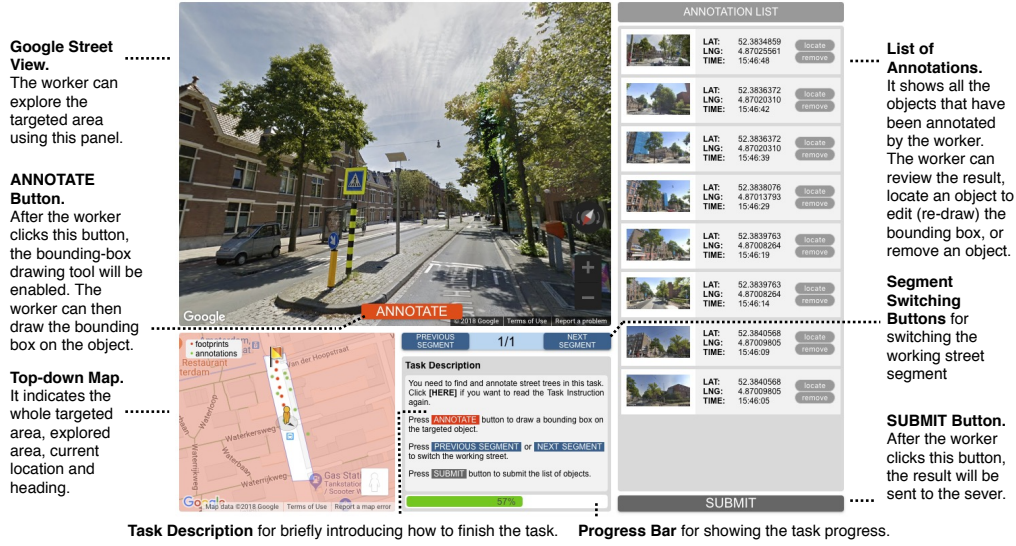 Google Street
View.
The worker can
explore the
targeted area
using this panel.
ANNOTATE
Button.
After the worker
clicks this button,
the bounding-box
drawing tool will be
enabled. The
worker can then
draw the bounding
box on the object.
Top-down Map.
It indicates the
whole targeted
area, explored
area, current
location and
heading.
Google
ANNOTATE
© 2018 Google Terms of Use Report a problem
footprints
annotations
Restaurant
Van der Hoopstraat
Waterloop
Waterkersweg
Waterbaan
Waternijkweg
Waternijkweg
Gas Stati
Tankstation
/ Scooter W
Google
Map data ©2018 Google Terms of Use Report a map error
PREVIOUS
SEGMENT
1/1
NEXT
SEGMENT
Task Description
You need to find and annotate street trees in this task.
Click [HERE] if you want to read the Task Instruction
again.
Press ANNOTATE button to draw a bounding box on
the targeted object.
Press PREVIOUS SEGMENT or NEXT SEGMENT
to switch the working street.
Press SUBMIT button to submit the list of objects.
57%
ANNOTATION LIST
LAT: 52.3834859 locate
LNG: 4.87025561
TIME: 15:46:48 remove
LAT: 52.3836372 locate
LNG: 4.87020310
TIME: 15:46:42 remove
LAT: 52.3836372 locate
LNG: 4.87020310
TIME: 15:46:39 remove
LAT: 52.3838076 locate
LNG: 4.87013793
TIME: 15:46:29 remove
LAT: 52.3839763 locate
LNG: 4.87008264
TIME: 15:46:19 remove
LAT: 52.3839763 locate
LNG: 4.87008264
TIME: 15:46:14 remove
LAT: 52.3840568 locate
LNG: 4.87009805
TIME: 15:46:09 remove
LAT: 52.3840568 locate
LNG: 4.87009805
TIME: 15:46:05 remove
SUBMIT
List of
Annotations.
It shows all the
objects that have
been annotated
by the worker.
The worker can
review the result,
locate an object to
edit (re-draw) the
bounding box, or
remove an object.
Segment
Switching
Buttons for
switching the
working street
segment
SUBMIT Button.
After the worker
clicks this button,
the result will be
sent to the sever.
Task Description for briefly introducing how to finish the task.
Progress Bar for showing the task progress.